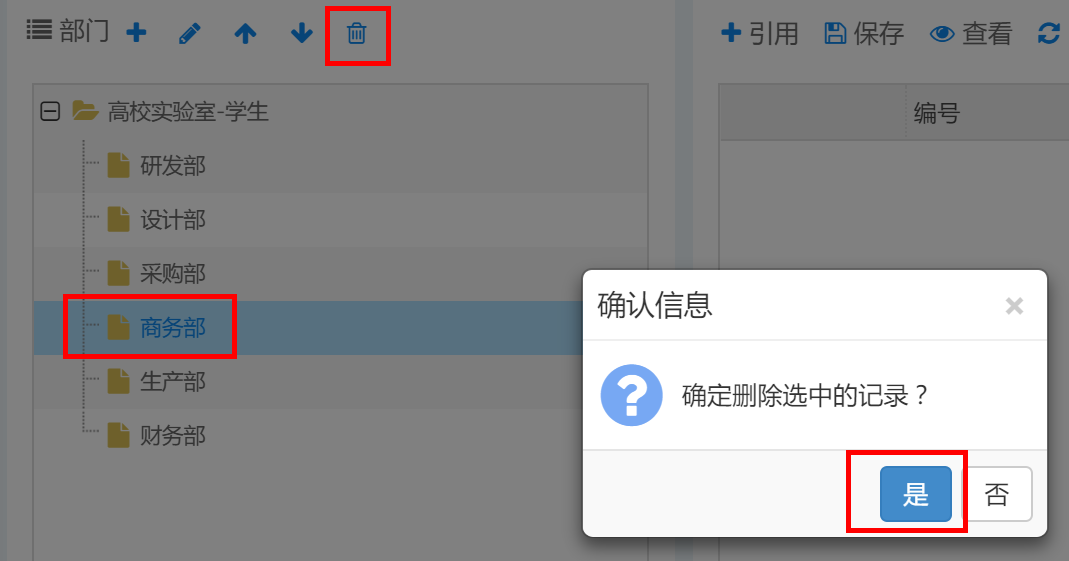 部门
引用 保存 查看
高校实验室-学生
编号
研发部
设计部
采购部
商务部
生产部
财务部
确认信息
确定删除选中的记录？
是 否